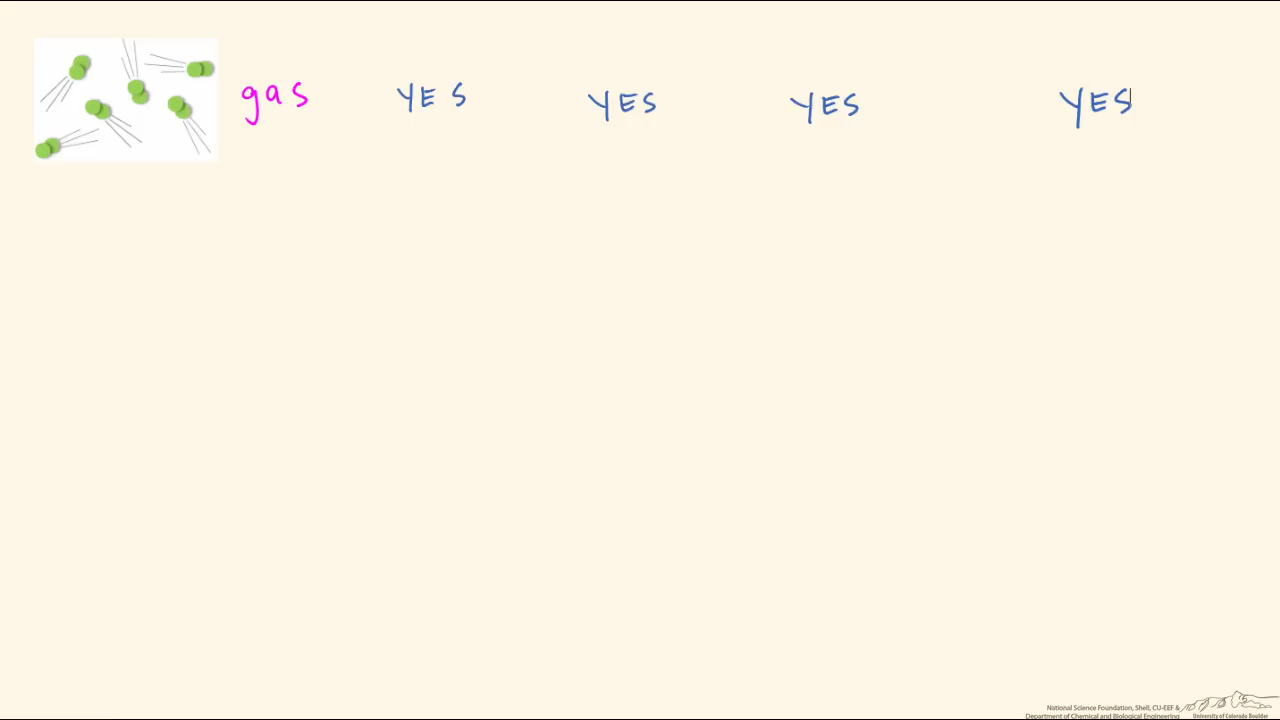 gas YES YES YES YES
National Science Foundation, Shell, CU-EEF &
Department of Chemical and Biological Engineering
University of Colorado Boulder